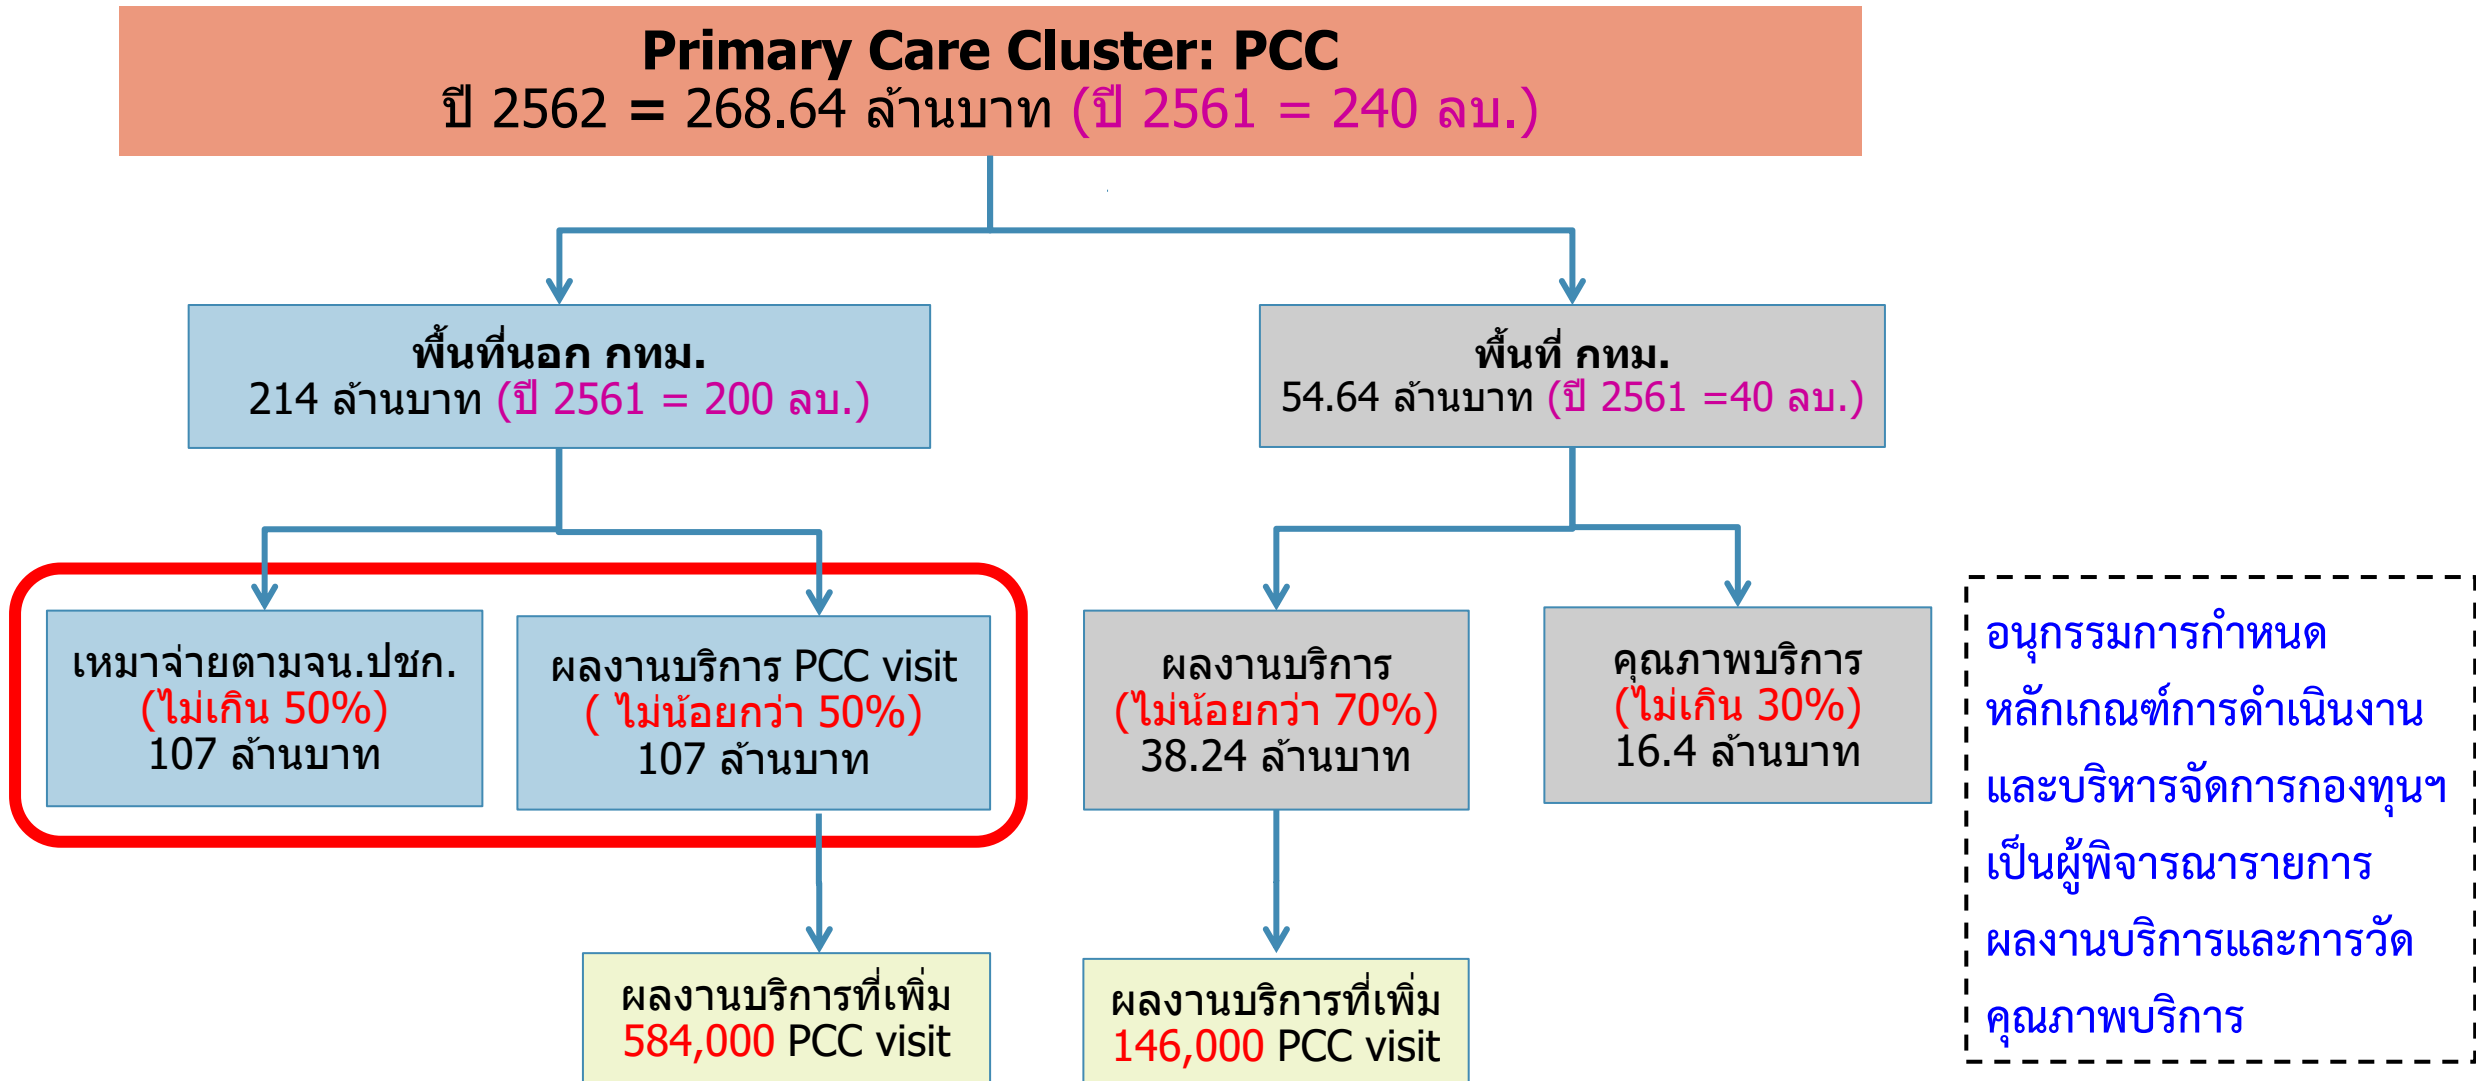 Primary Care Cluster: PCC
ปี 2562 = 268.64 ล้านบาท (ปี 2561 = 240 ลบ.)
พื้นที่นอก กทม.
214 ล้านบาท (ปี 2561 = 200 ลบ.)
พื้นที่ กทม.
54.64 ล้านบาท (ปี 2561 =40 ลบ.)
เหมาจ่ายตามจน.ปชก.
(ไม่เกิน 50%)
107 ล้านบาท
ผลงานบริการ PCC visit
( ไม่น้อยกว่า 50%)
107 ล้านบาท
ผลงานบริการ
(ไม่น้อยกว่า 70%)
38.24 ล้านบาท
คุณภาพบริการ
(ไม่เกิน 30%)
16.4 ล้านบาท
อนุกรรมการกำหนด
หลักเกณฑ์การดำเนินงาน
และบริหารจัดการกองทุนฯ
เป็นผู้พิจารณารายการ
ผลงานบริการและการวัด
คุณภาพบริการ
ผลงานบริการที่เพิ่ม
584,000 PCC visit
ผลงานบริการที่เพิ่ม
146,000 PCC visit